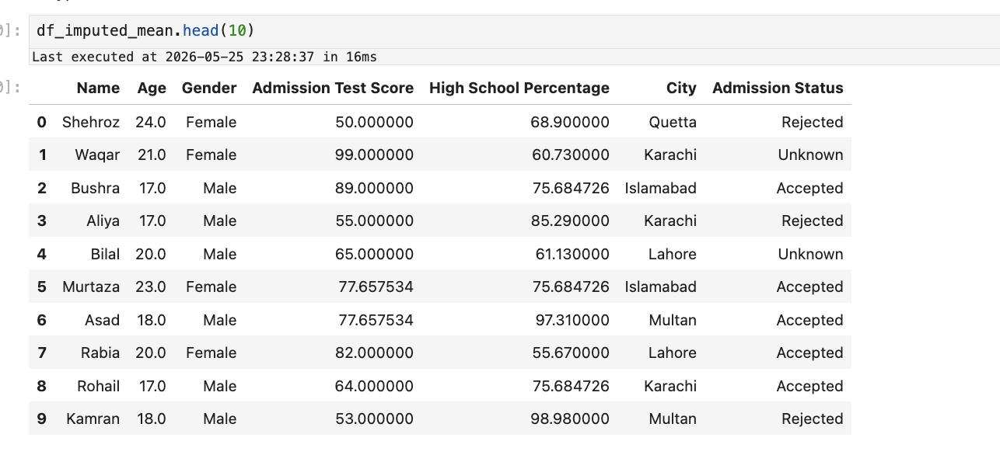 df_imputed_mean.head(10)
Last executed at 2026-05-25 23:28:37 in 16ms
Name Age Gender Admission Test Score High School Percentage City Admission Status
0 Shehroz 24.0 Female 50.000000 68.900000 Quetta Rejected
1 Waqar 21.0 Female 99.000000 60.730000 Karachi Unknown
2 Bushra 17.0 Male 89.000000 75.684726 Islamabad Accepted
3 Aliya 17.0 Male 55.000000 85.290000 Karachi Rejected
4 Bilal 20.0 Male 65.000000 61.130000 Lahore Unknown
5 Murtaza 23.0 Female 77.657534 75.684726 Islamabad Accepted
6 Asad 18.0 Male 77.657534 97.310000 Multan Accepted
7 Rabia 20.0 Female 82.000000 55.670000 Lahore Accepted
8 Rohail 17.0 Male 64.000000 75.684726 Karachi Accepted
9 Kamran 18.0 Male 53.000000 98.980000 Multan Rejected